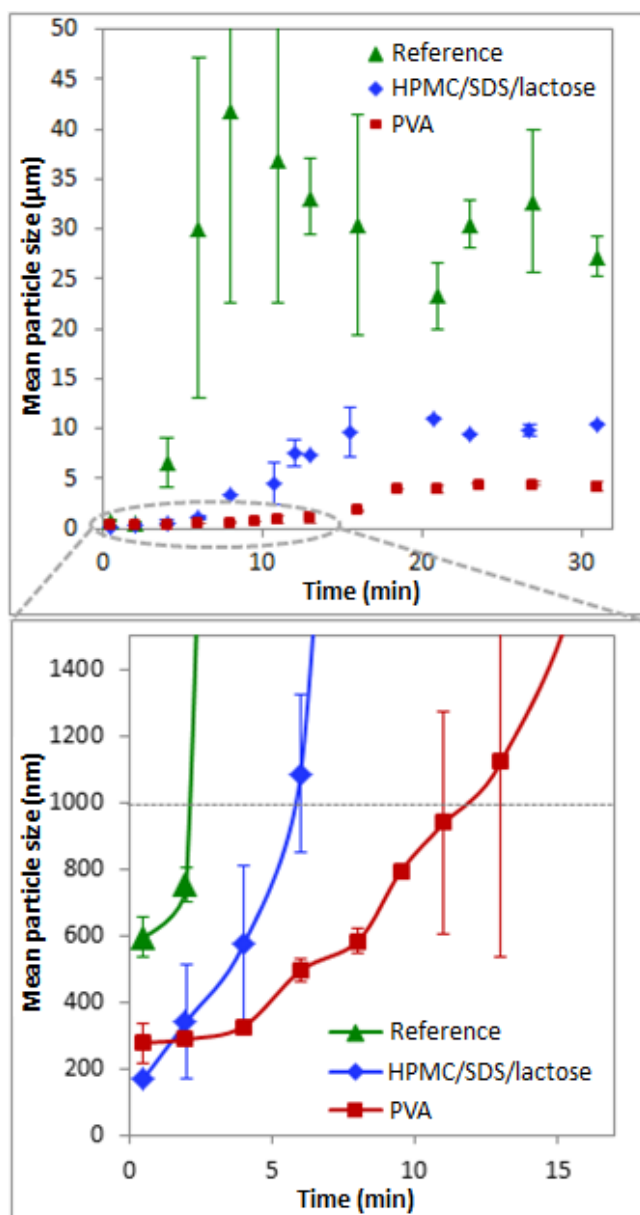 50
45
40
35
30
25
20
15
10
5
0
Mean particle size (µm)
Reference
HPMC/SDS/lactose
PVA
0 10 20 30
Time (min)
1400
1200
1000
800
600
400
200
0
Mean particle size (nm)
Reference
HPMC/SDS/lactose
PVA
0 5 10 15
Time (min)